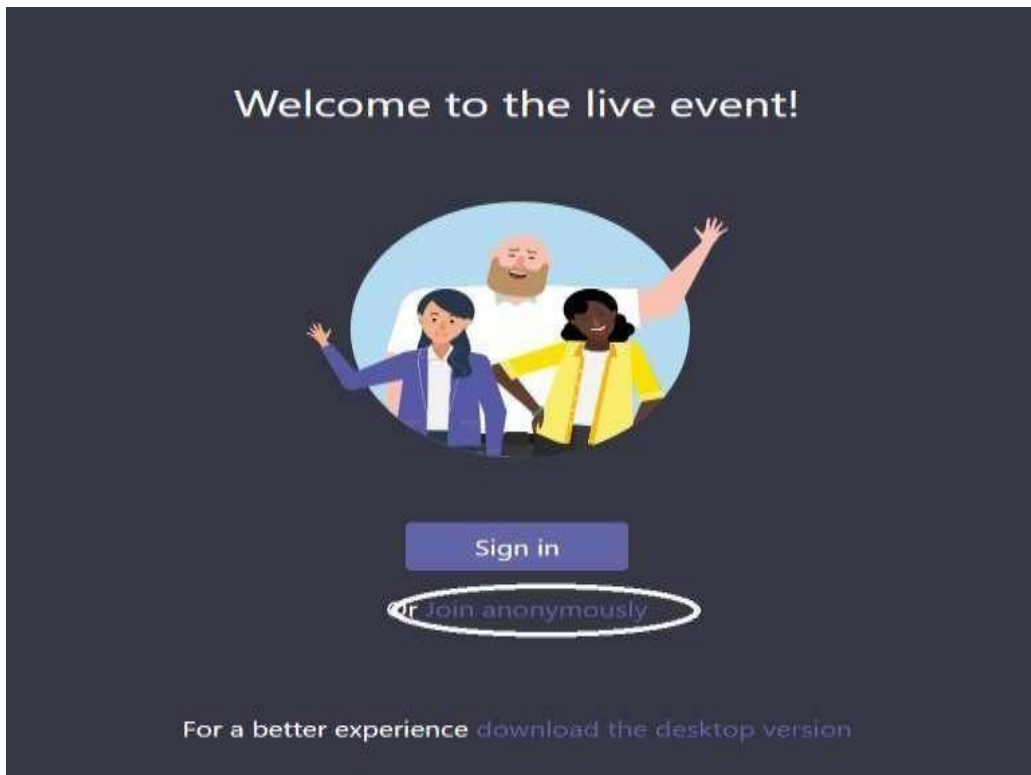 Welcome to the live event!
Sign in
Or Join anonymously
For a better experience download the desktop version